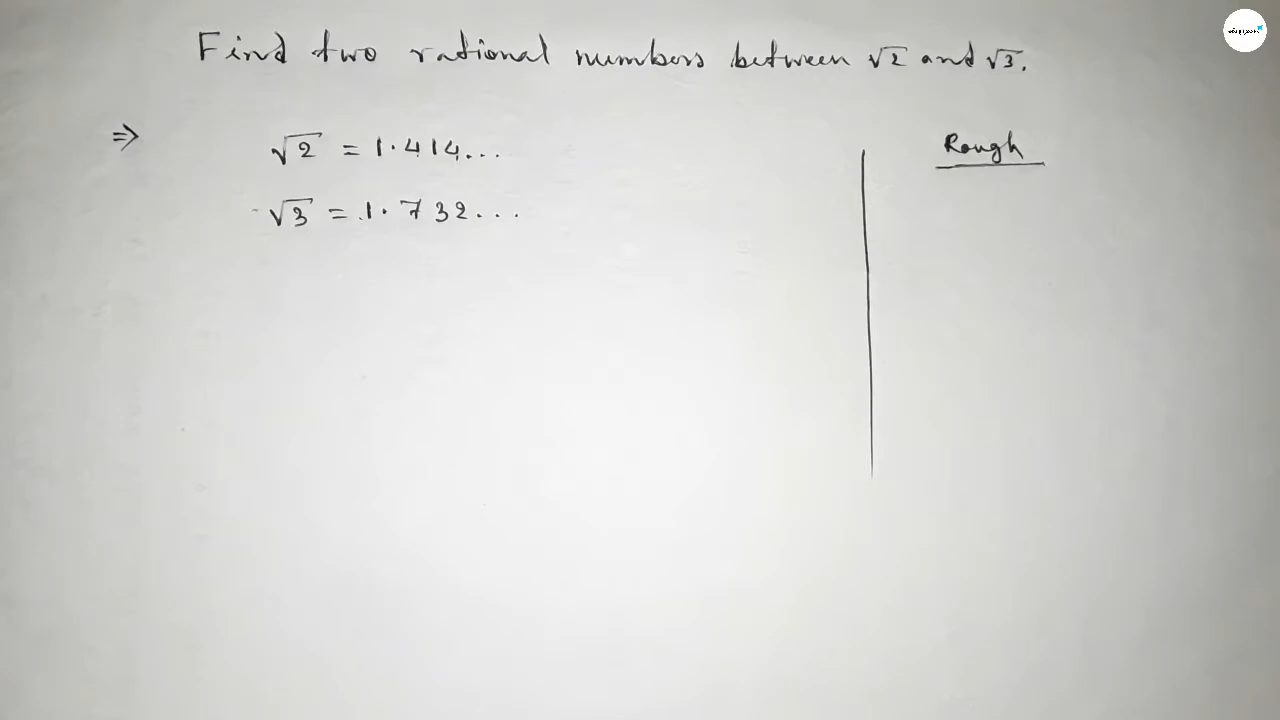 Find two rational numbers between √2 and √3.
⇒ √2 = 1.414...
√3 = 1.732...
Rough